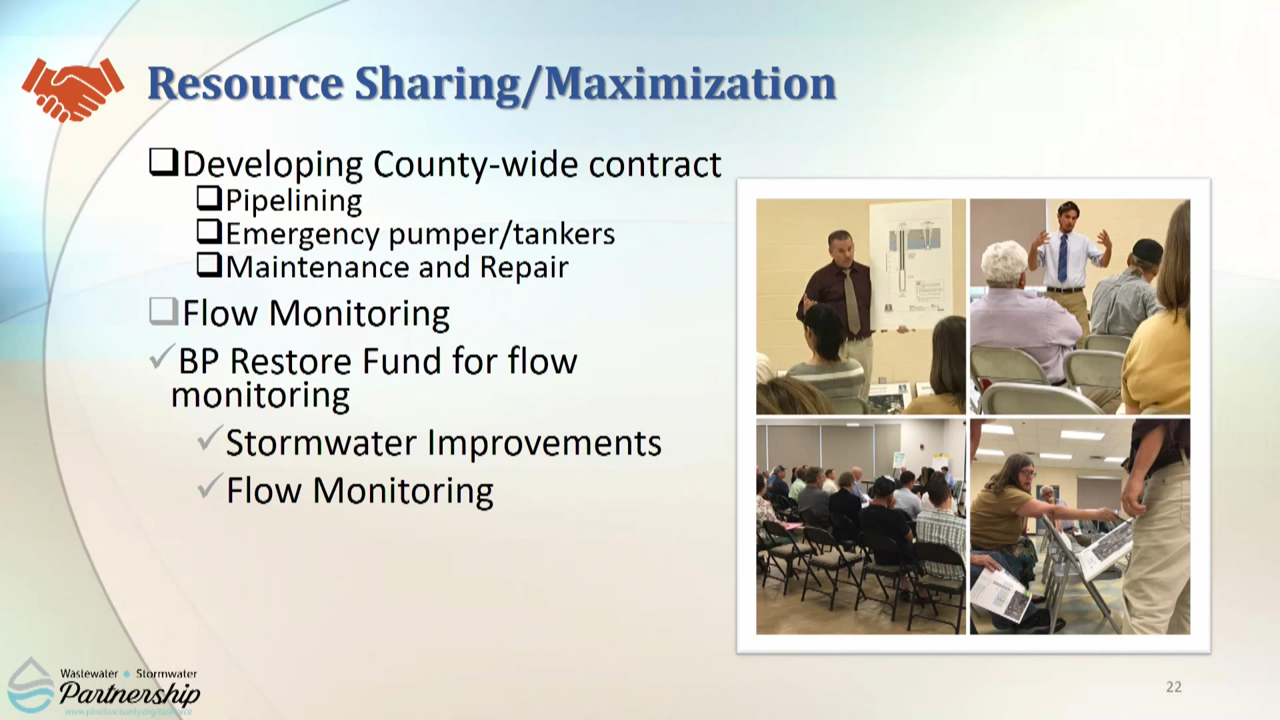 Resource Sharing/Maximization
Developing County-wide contract
Pipelining
Emergency pumper/tankers
Maintenance and Repair
Flow Monitoring
BP Restore Fund for flow
monitoring
Stormwater Improvements
Flow Monitoring
Wastewater Stormwater
Partnership
22